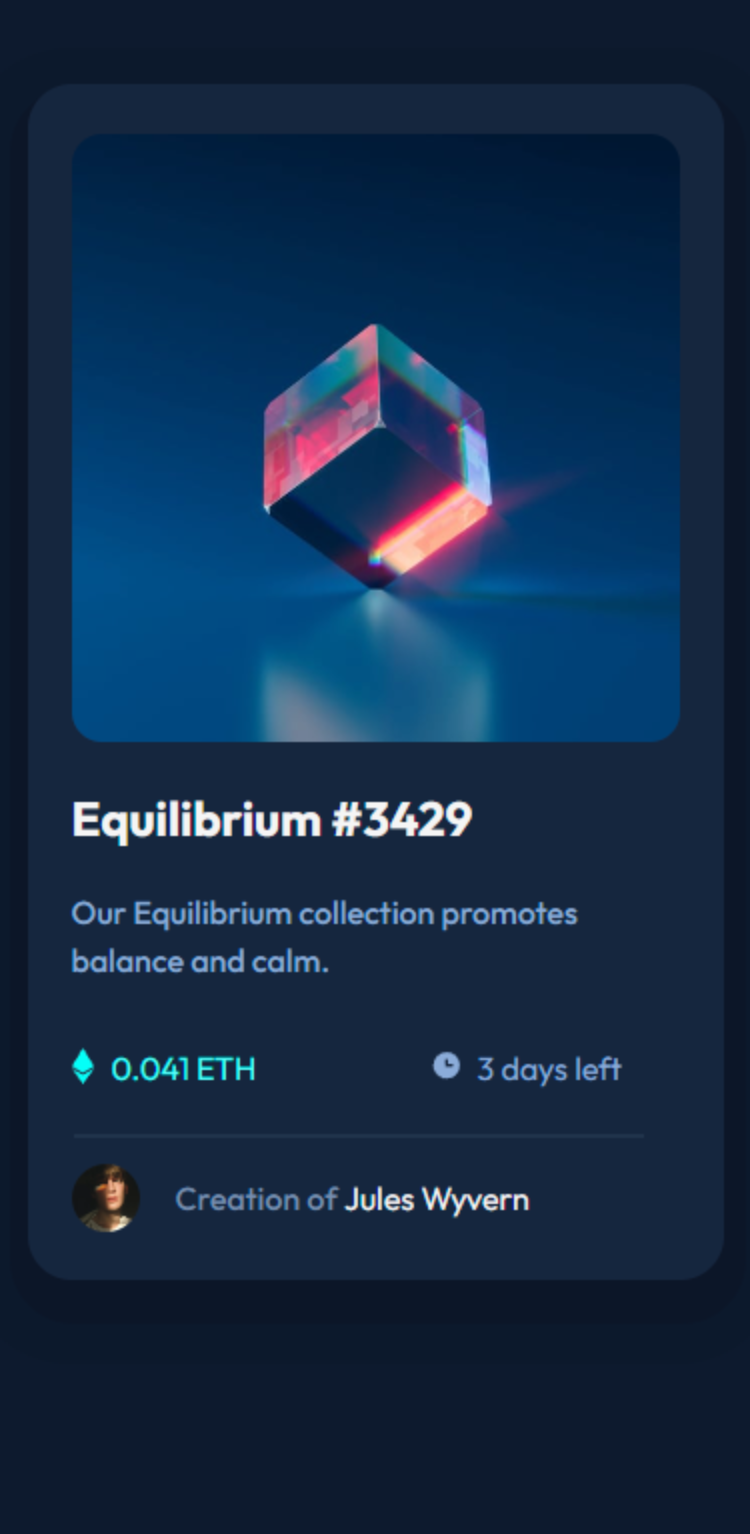 Equilibrium #3429
Our Equilibrium collection promotes
balance and calm.
0.041 ETH
3 days left
Creation of Jules Wyvern